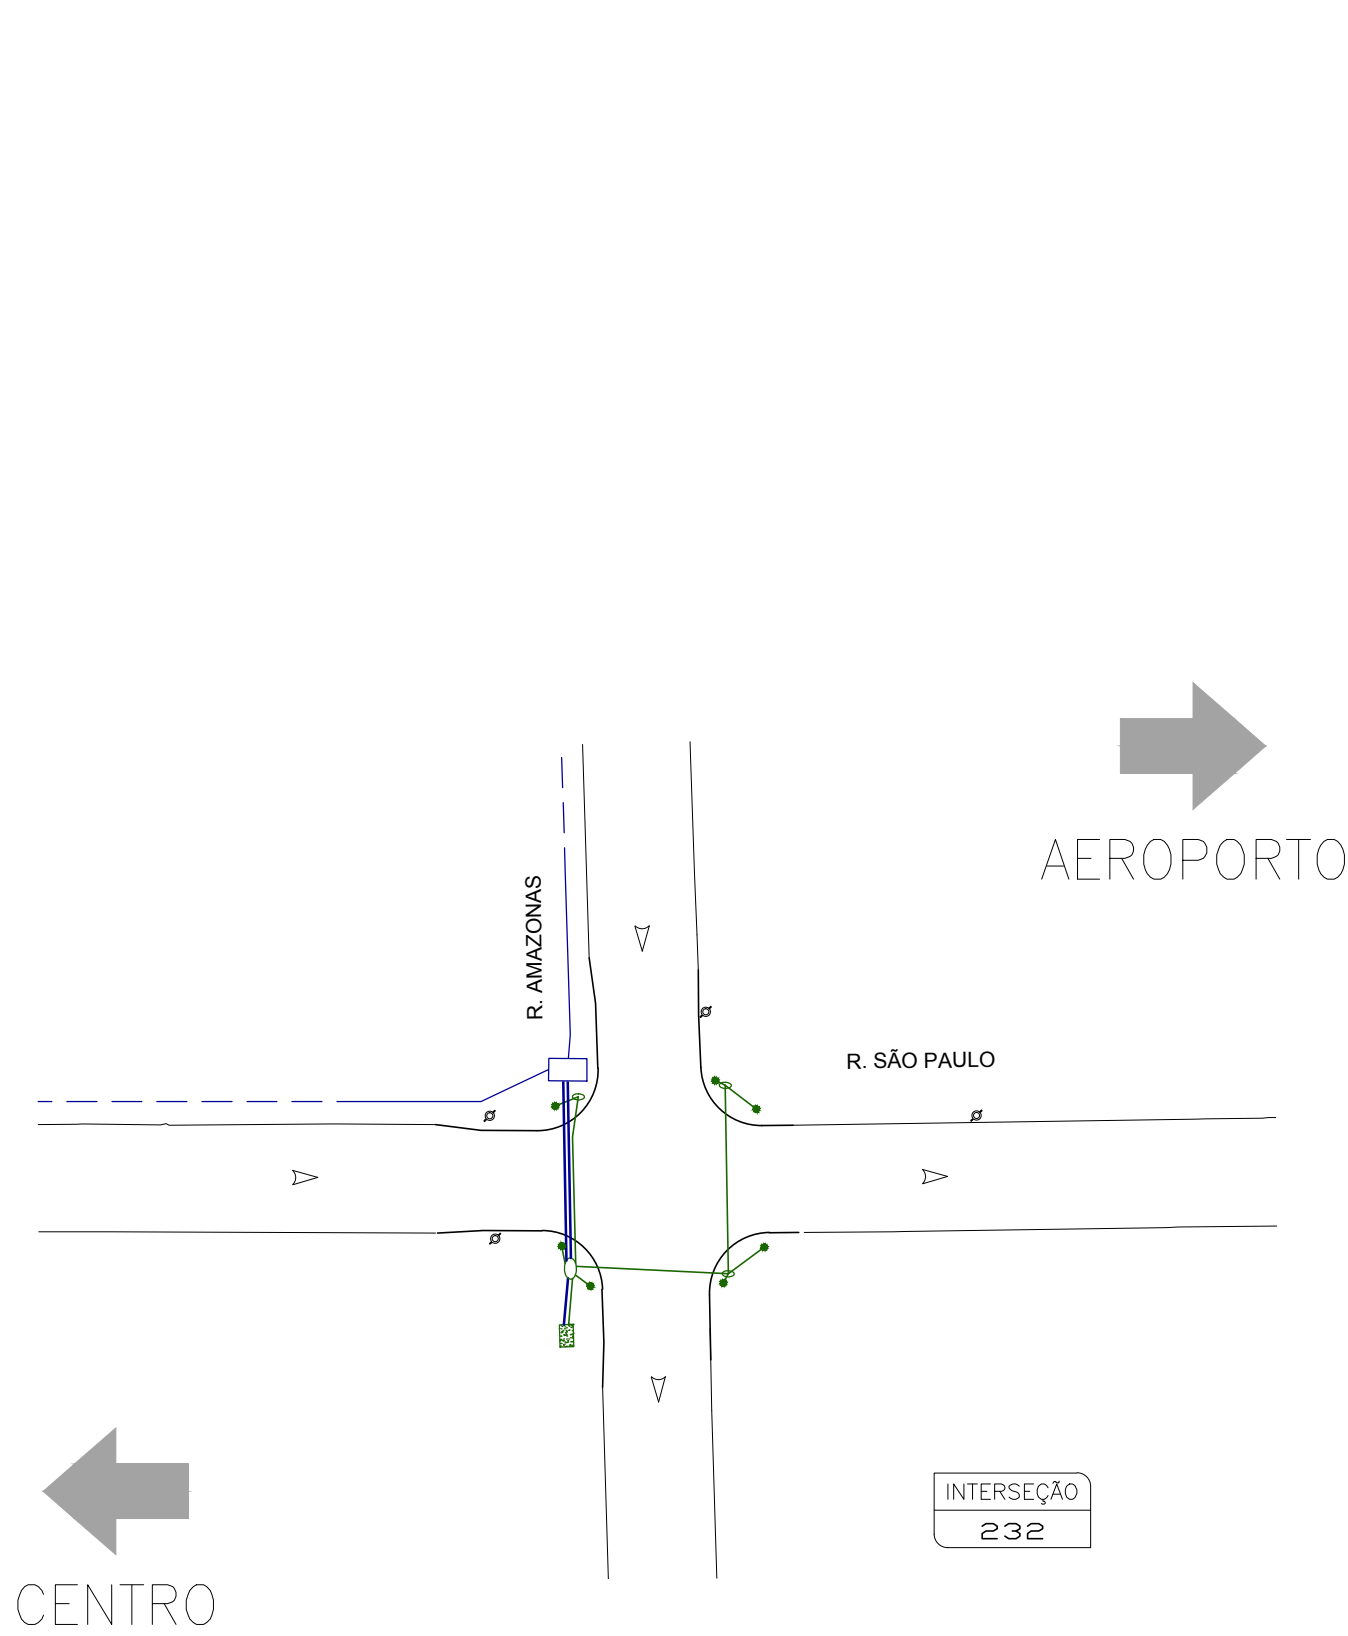 AEROPORTO
R. AMAZONAS
R. SÃO PAULO
INTERSEÇÃO
232
CENTRO